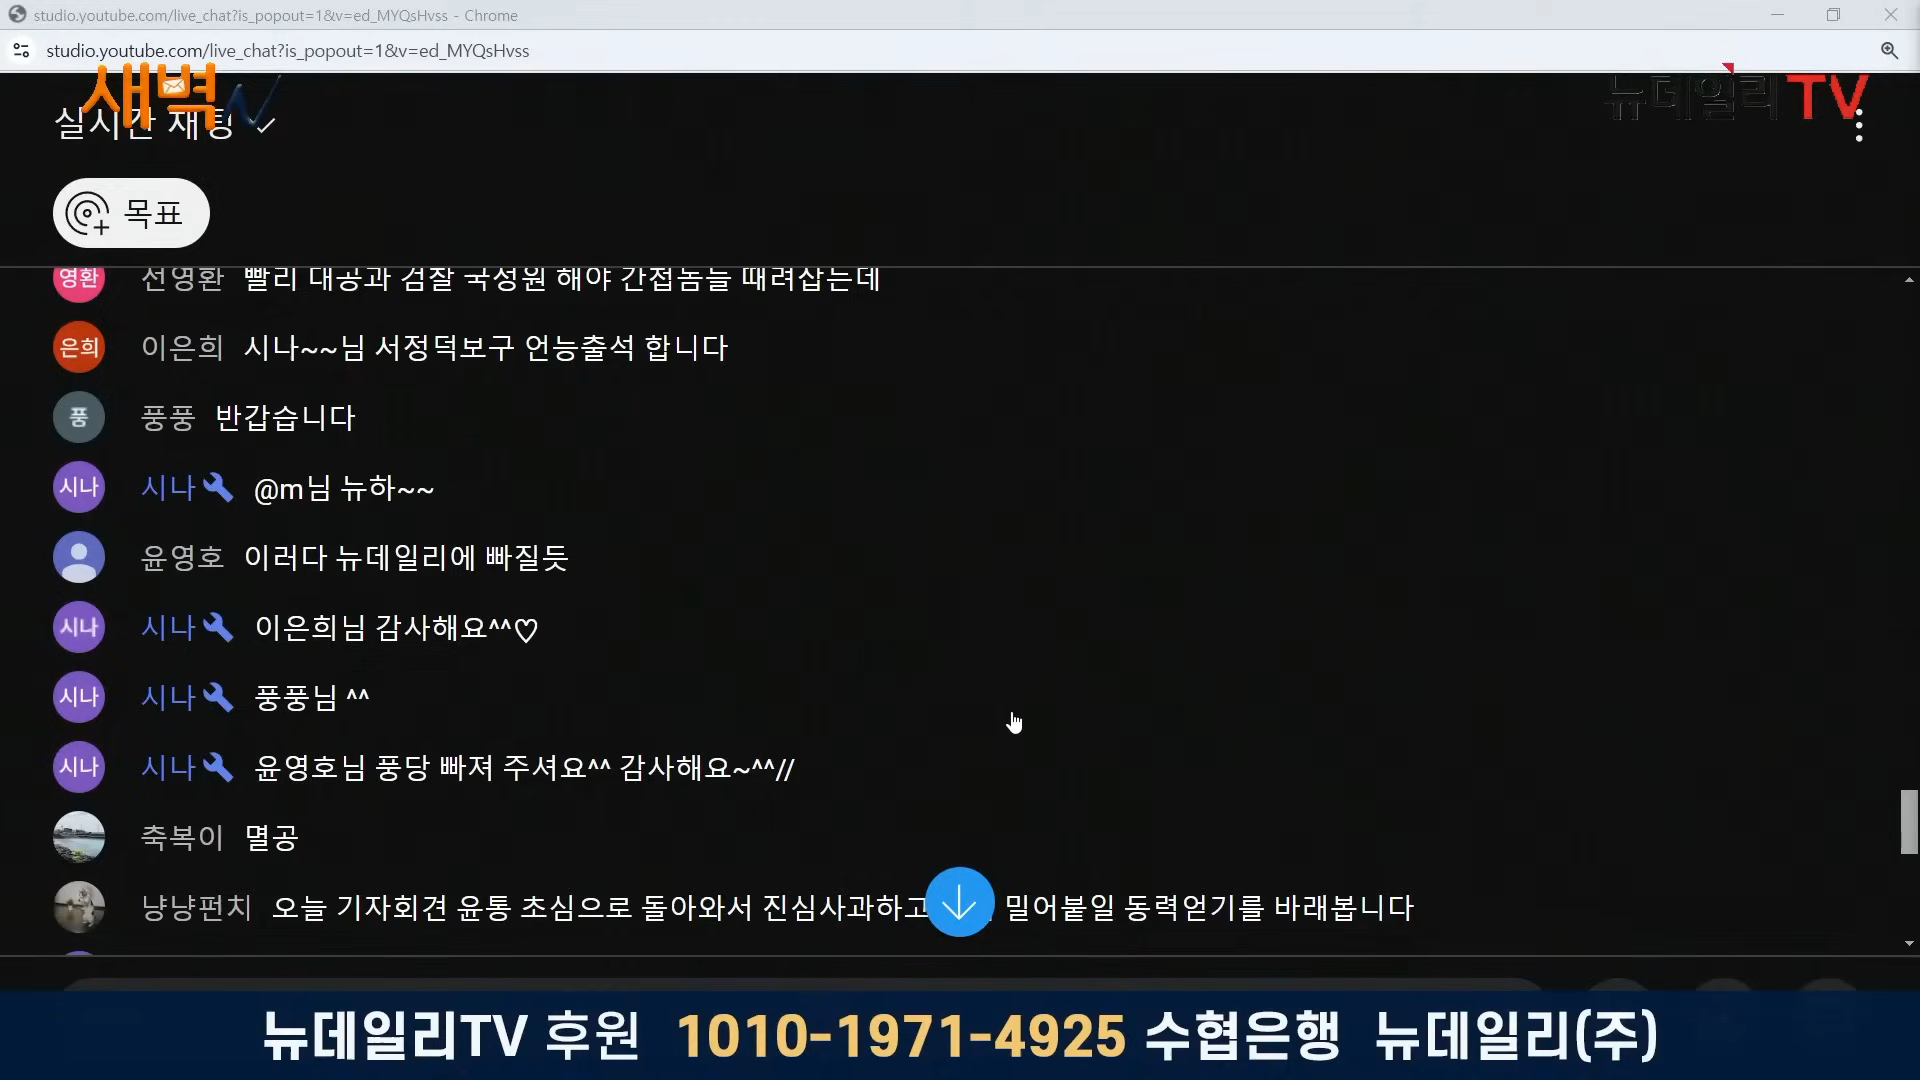 studio.youtube.com/live_chat?is_popout=1&v=ed_MYQsHvss - Chrome
studio.youtube.com/live_chat?is_popout=1&v=ed_MYQsHvss
새벽 N
뉴데일리TV
실시간 채팅
목표
영환 선영환 빨리 대공과 검찰 국정원 해야 간첩놈들 때려잡는데
은희 이은희 시나~~님 서정덕보구 언능출석 합니다
풍 풍풍 반갑습니다
시나 시나 @m님 뉴하~~
윤영호 이러다 뉴데일리에 빠질듯
시나 시나 이은희님 감사해요^^♡
시나 시나 풍풍님 ^^
시나 시나 윤영호님 풍당 빠져 주셔요^^ 감사해요~^^//
축복이 멸공
냥냥펀치 오늘 기자회견 윤통 초심으로 돌아와서 진심사과하고 밀어붙일 동력얻기를 바래봅니다
뉴데일리TV 후원 1010-1971-4925 수협은행 뉴데일리(주)